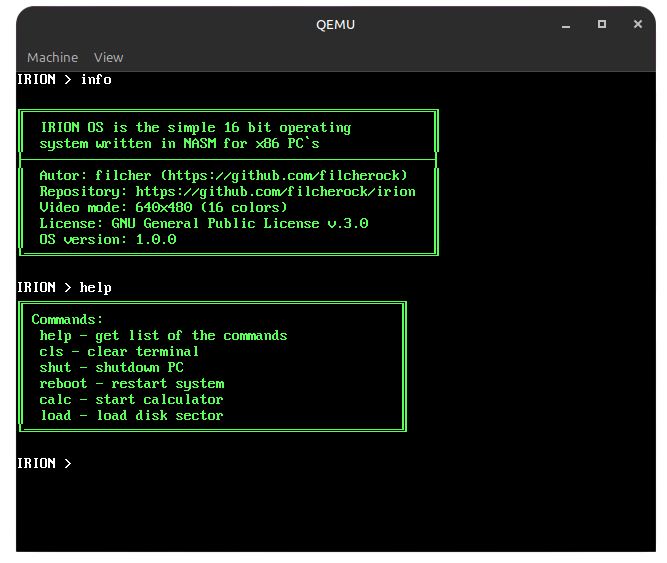 QEMU
Machine View
IRION > info
IRION OS is the simple 16 bit operating
system written in NASM for x86 PC`s
Autor: filcher (https://github.com/filcherock)
Repository: https://github.com/filcherock/irion
Video mode: 640x480 (16 colors)
License: GNU General Public License v.3.0
OS version: 1.0.0
IRION > help
Commands:
help - get list of the commands
cls - clear terminal
shut - shutdown PC
reboot - restart system
calc - start calculator
load - load disk sector
IRION >